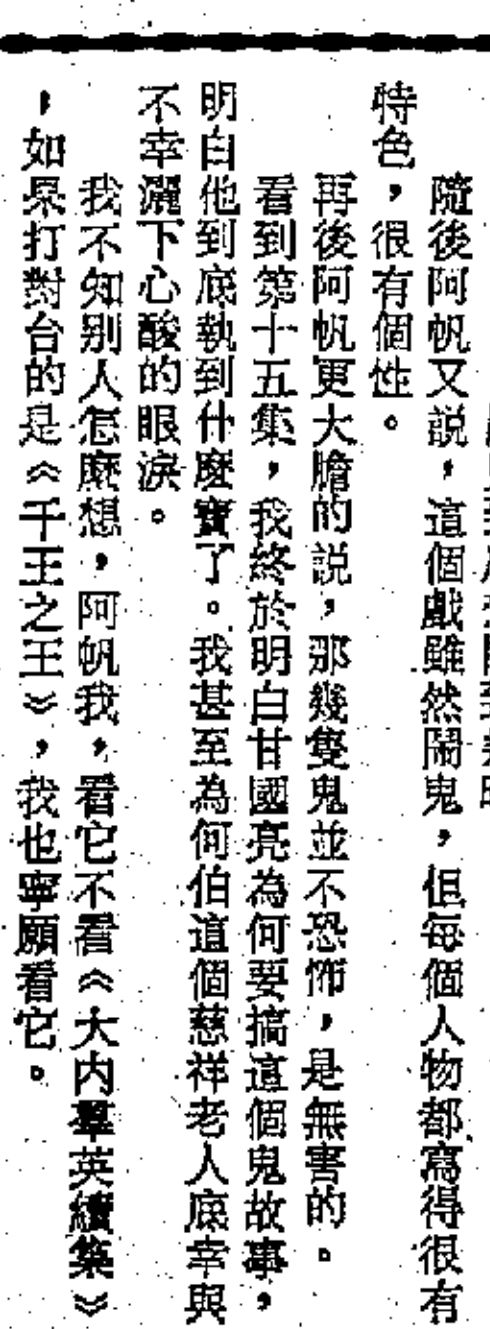 隨後阿帆又説，這個戲雖然鬧鬼，但每個人物都寫得很有
特色，很有個性。
再後阿帆更大膽的説，那幾隻鬼並不恐怖，是無害的。
看到第十五集，我終於明白甘國亮為何要搞這個鬼故事，
明白他到底執到什麼寶了。我甚至為何伯這個慈祥老人底幸與
不幸灑下心酸的眼淚。
我不知別人怎麼想，阿帆我，看它不看《大内羣英續集》
，如果打對台的是《千王之王》，我也寧願看它。